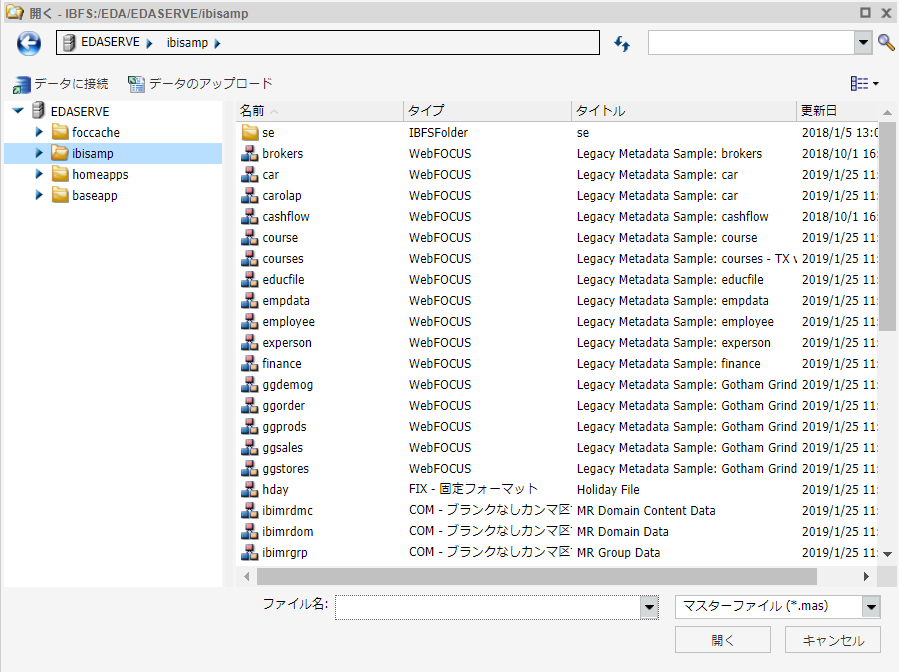 開く - IBFS:/EDA/EDASERVE/ibisamp
EDASERVE ibisamp
データに接続 データのアップロード
EDASERVE
foccache
ibisamp
homeapps
baseapp
名前 タイプ タイトル 更新日
se IBFSFolder se 2018/1/5 13:0
brokers WebFOCUS Legacy Metadata Sample: brokers 2018/10/1 16:
car WebFOCUS Legacy Metadata Sample: car 2019/1/25 11:
carolap WebFOCUS Legacy Metadata Sample: car 2019/1/25 11:
cashflow WebFOCUS Legacy Metadata Sample: cashflow 2018/10/1 16:
course WebFOCUS Legacy Metadata Sample: course 2019/1/25 11:
courses WebFOCUS Legacy Metadata Sample: courses - TX v 2019/1/25 11:
educfile WebFOCUS Legacy Metadata Sample: educfile 2019/1/25 11:
empdata WebFOCUS Legacy Metadata Sample: empdata 2019/1/25 11:
employee WebFOCUS Legacy Metadata Sample: employee 2019/1/25 11:
experson WebFOCUS Legacy Metadata Sample: experson 2019/1/25 11:
finance WebFOCUS Legacy Metadata Sample: finance 2019/1/25 11:
ggdemog WebFOCUS Legacy Metadata Sample: Gotham Grind 2019/1/25 11:
ggorder WebFOCUS Legacy Metadata Sample: Gotham Grind 2019/1/25 11:
ggprods WebFOCUS Legacy Metadata Sample: Gotham Grind 2019/1/25 11:
ggsales WebFOCUS Legacy Metadata Sample: Gotham Grind 2019/1/25 11:
ggstores WebFOCUS Legacy Metadata Sample: Gotham Grind 2019/1/25 11:
hday FIX - 固定フォーマット Holiday File 2019/1/25 11:
ibimrdmc COM - ブランクなしカンマ区 MR Domain Content Data 2019/1/25 11:
ibimrdom COM - ブランクなしカンマ区 MR Domain Data 2019/1/25 11:
ibimrgrp COM - ブランクなしカンマ区 MR Group Data 2019/1/25 11:
ファイル名: マスターファイル (*.mas)
開く キャンセル